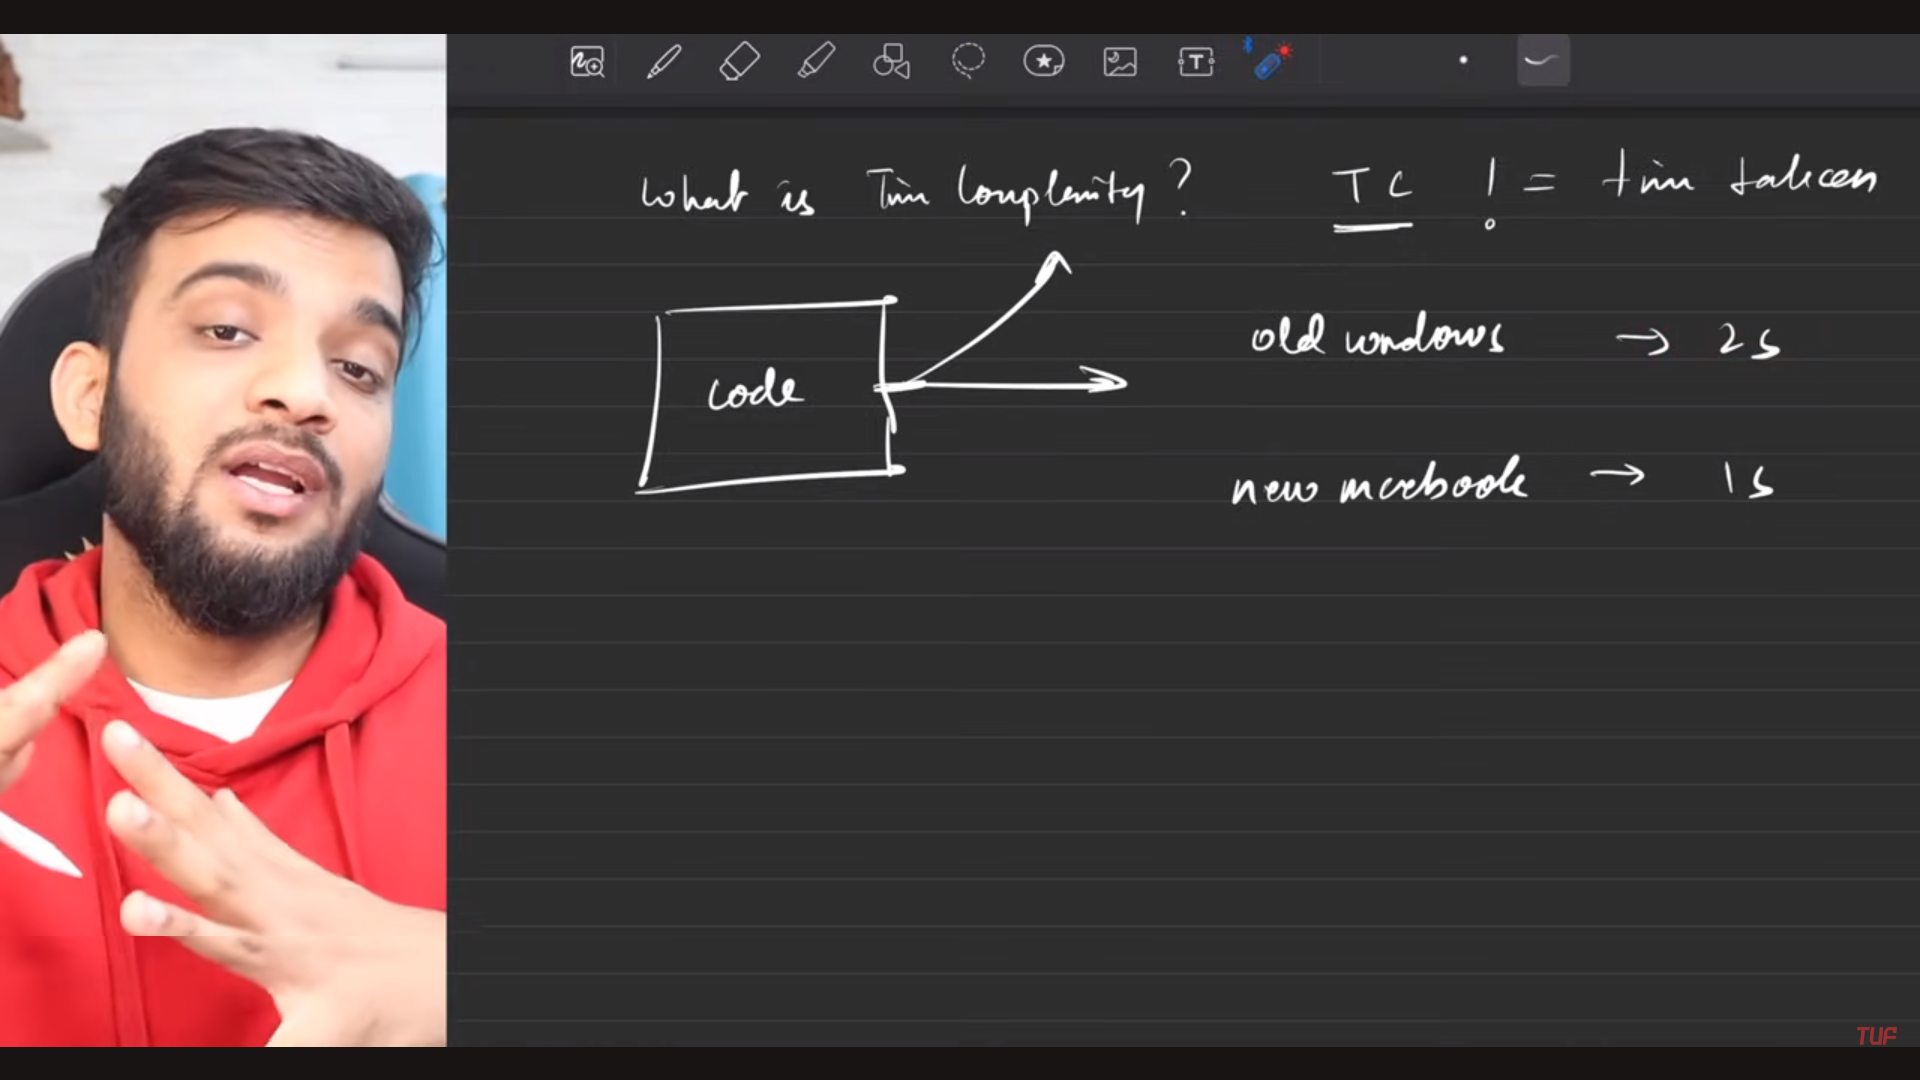 What is Time Complexity?
TC != time taken
code
old windows → 2s
new macbook → 1s
TUF